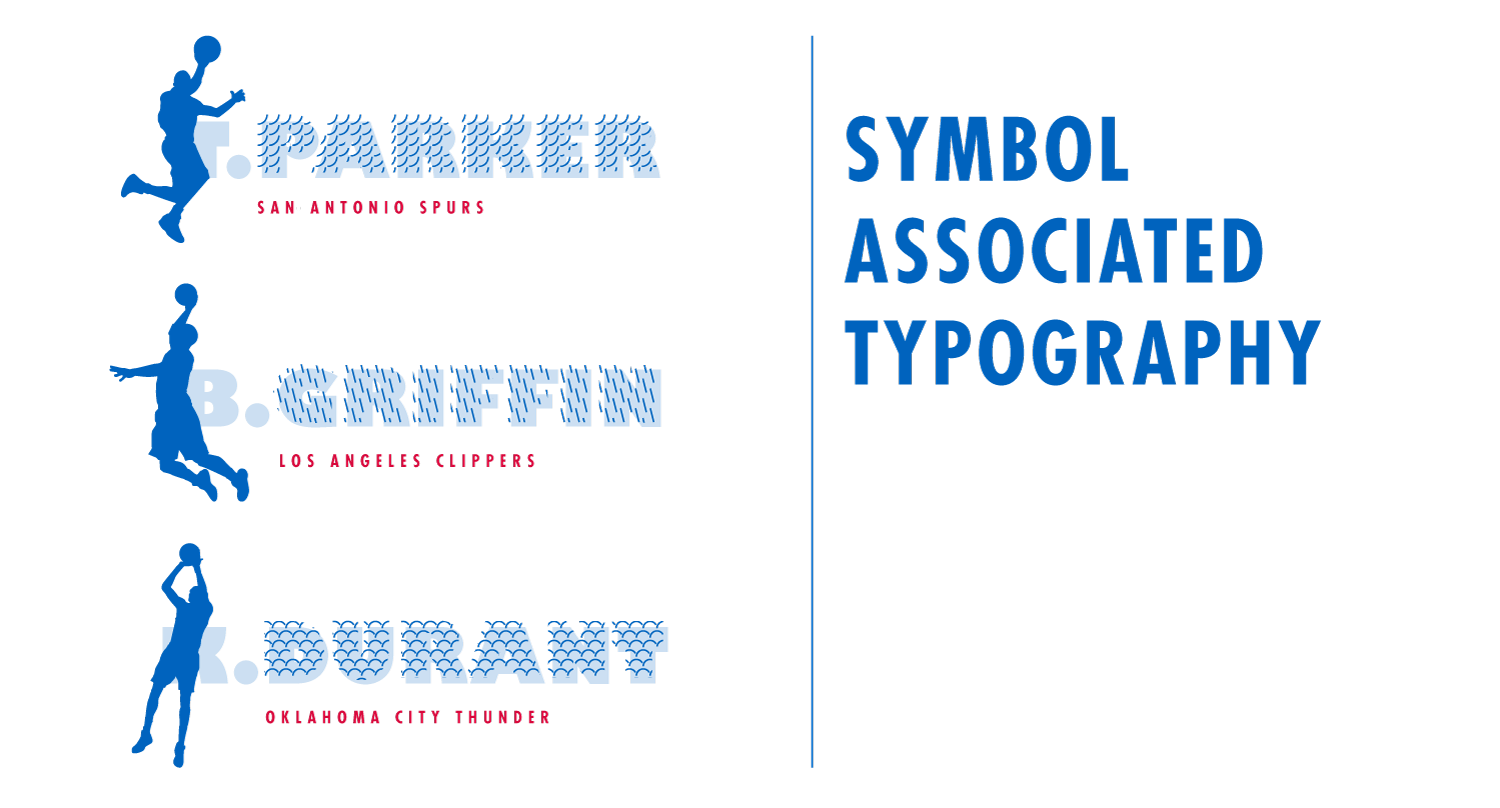 T.PARKER
SAN ANTONIO SPURS
B.GRIFFIN
LOS ANGELES CLIPPERS
K.DURANT
OKLAHOMA CITY THUNDER
SYMBOL
ASSOCIATED
TYPOGRAPHY